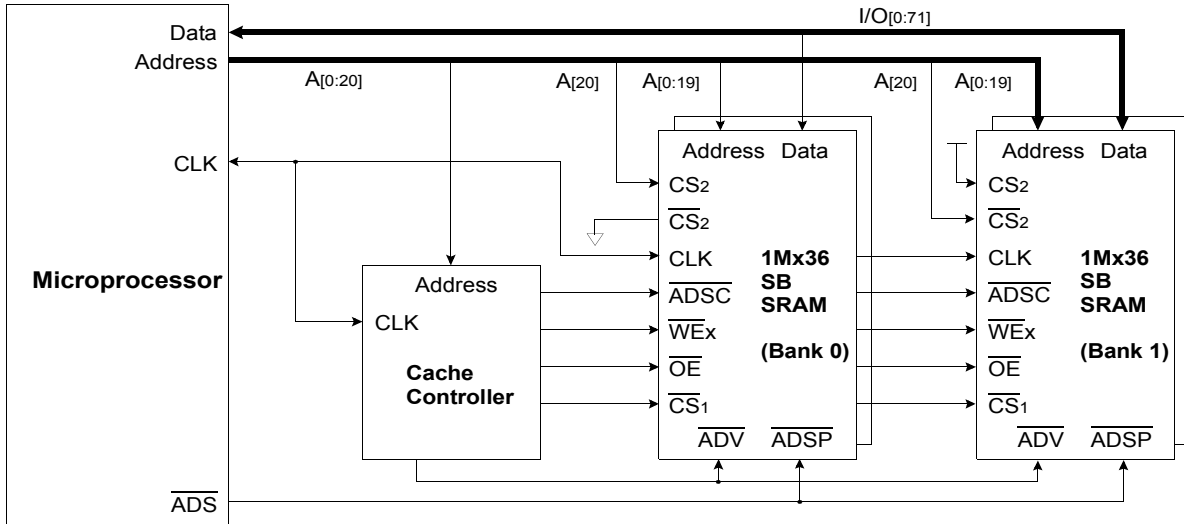 I/O[0:71]
Data
Address
A[0:20]
A[20]
A[0:19]
A[20]
A[0:19]
CLK
Microprocessor
ADS
Address
CLK
Cache
Controller
Address Data
CS2
CS2
CLK
ADSC
WEx
OE
CS1
ADV ADSP
1Mx36
SB
SRAM
(Bank 0)
Address Data
CS2
CS2
CLK
ADSC
WEx
OE
CS1
ADV ADSP
1Mx36
SB
SRAM
(Bank 1)